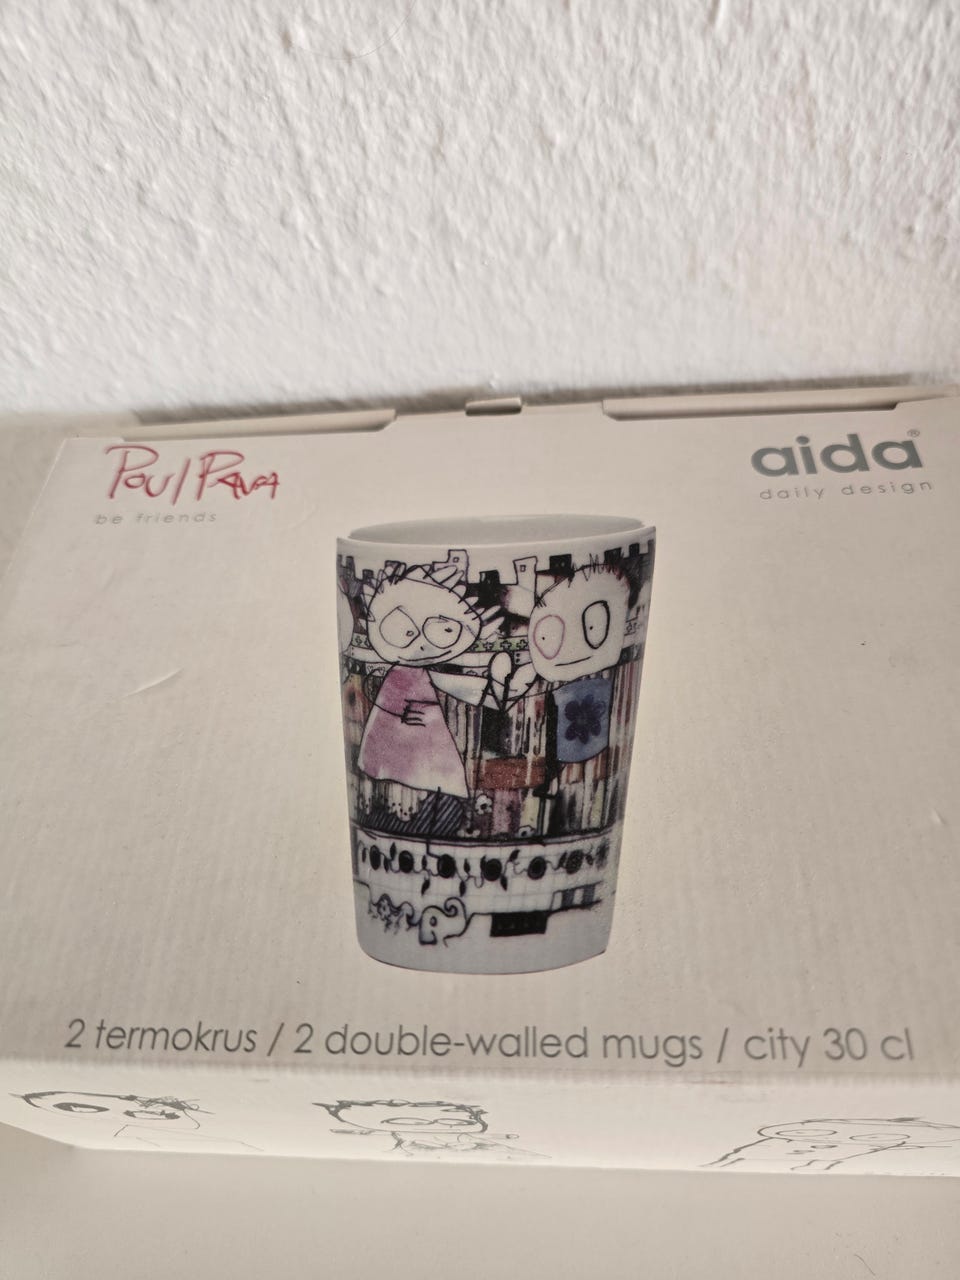 Poul Pava
be friends
aida®
daily design
2 termokrus / 2 double-walled mugs / city 30 cl